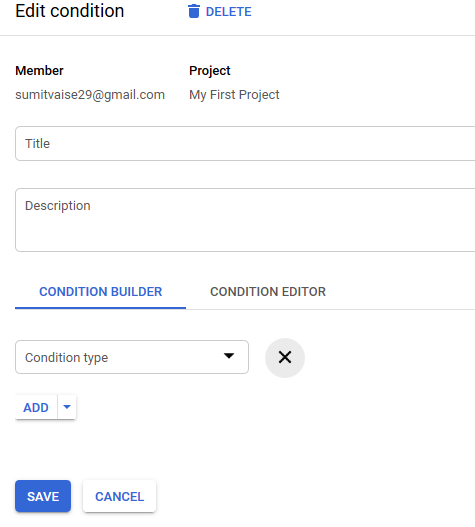 Edit condition
DELETE
Member
Project
sumitvaise29@gmail.com
My First Project
Title
Description
CONDITION BUILDER
CONDITION EDITOR
Condition type
ADD
SAVE
CANCEL